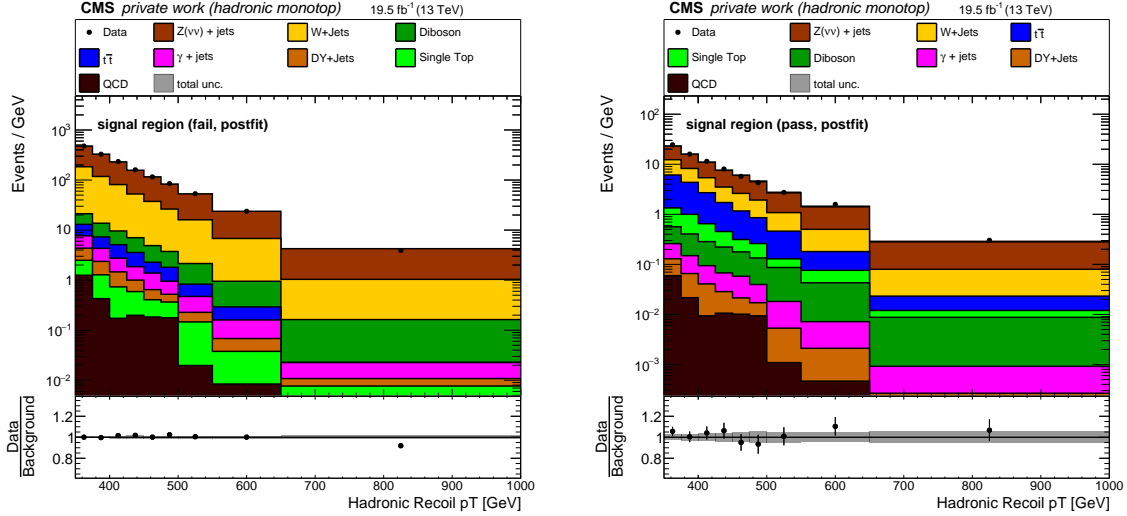 CMS private work (hadronic monotop) 19.5 fb⁻¹ (13 TeV)
Data Z(νν) + jets W+Jets Diboson
tt̅ γ + jets DY+Jets Single Top
QCD total unc.
Events / GeV
signal region (fail, postfit)
10³
10²
10
1
10⁻¹
10⁻²
Data
Background
1.2
1
0.8
400 500 600 700 800 900 1000
Hadronic Recoil pT [GeV]
CMS private work (hadronic monotop) 19.5 fb⁻¹ (13 TeV)
Data Z(νν) + jets W+Jets tt̅
Single Top Diboson γ + jets DY+Jets
QCD total unc.
Events / GeV
signal region (pass, postfit)
10²
10
1
10⁻¹
10⁻²
10⁻³
Data
Background
1.2
1
0.8
400 500 600 700 800 900 1000
Hadronic Recoil pT [GeV]